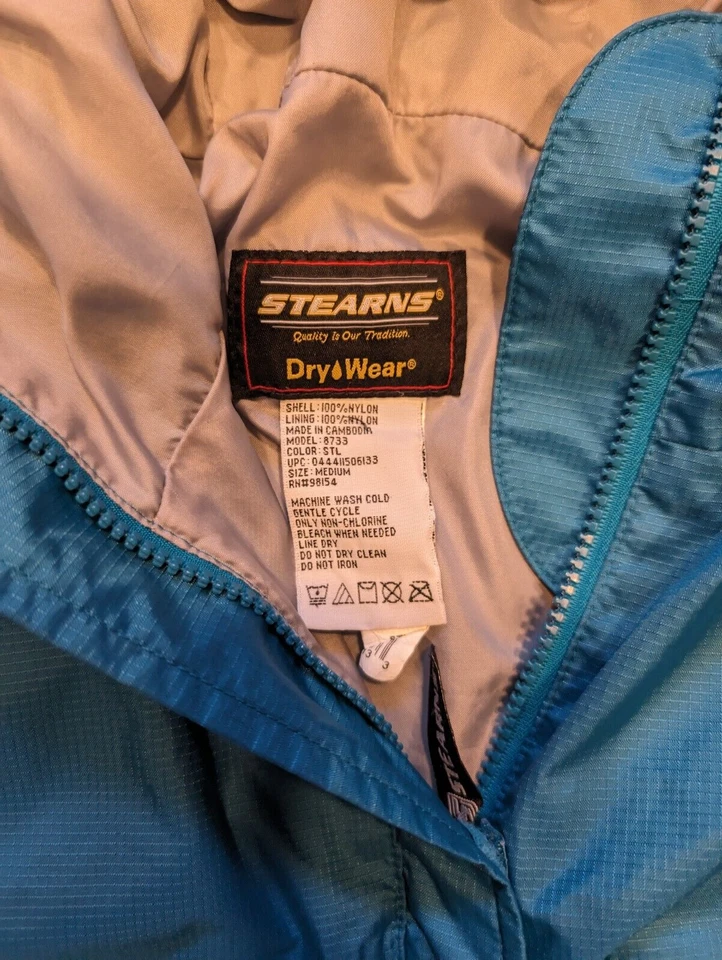 STEARNS®
Quality Is Our Tradition.
Dry Wear®
SHELL: 100% NYLON
LINING: 100% NYLON
MADE IN CAMBODIA
MODEL: 8733
COLOR: STL
UPC: 044411506133
SIZE: MEDIUM
RN#98154
MACHINE WASH COLD
GENTLE CYCLE
ONLY NON-CHLORINE
BLEACH WHEN NEEDED
LINE DRY
DO NOT DRY CLEAN
DO NOT IRON
3
STEARNS